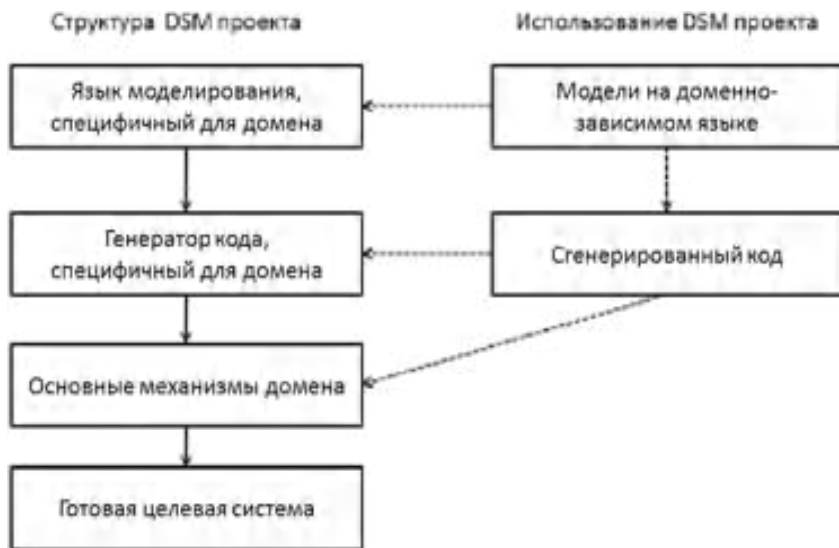 Структура DSM проекта
Использование DSM проекта
Язык моделирования,
специфичный для домена
Модели на доменно-
зависимом языке
Генератор кода,
специфичный для домена
Сгенерированный код
Основные механизмы домена
Готовая целевая система